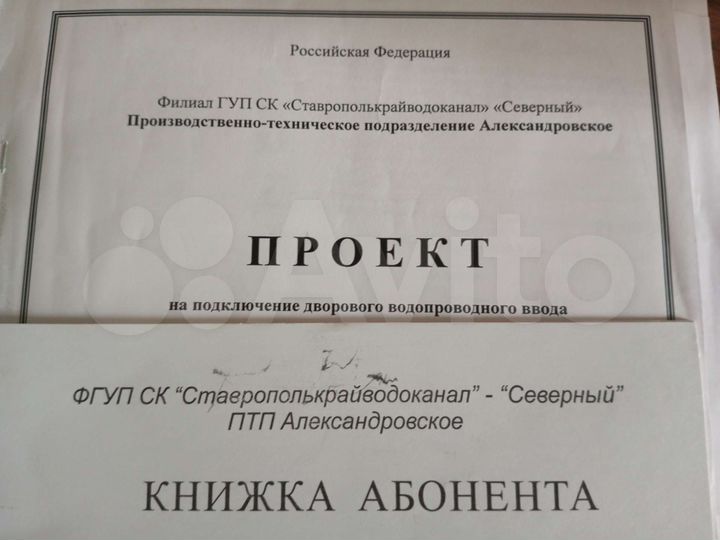 Российская Федерация
Филиал ГУП СК «Ставрополькрайводоканал» «Северный»
Производственно-техническое подразделение Александровское
ПРОЕКТ
на подключение дворового водопроводного ввода
ФГУП СК “Ставрополькрайводоканал” - “Северный”
ПТП Александровское
КНИЖКА АБОНЕНТА
Avito